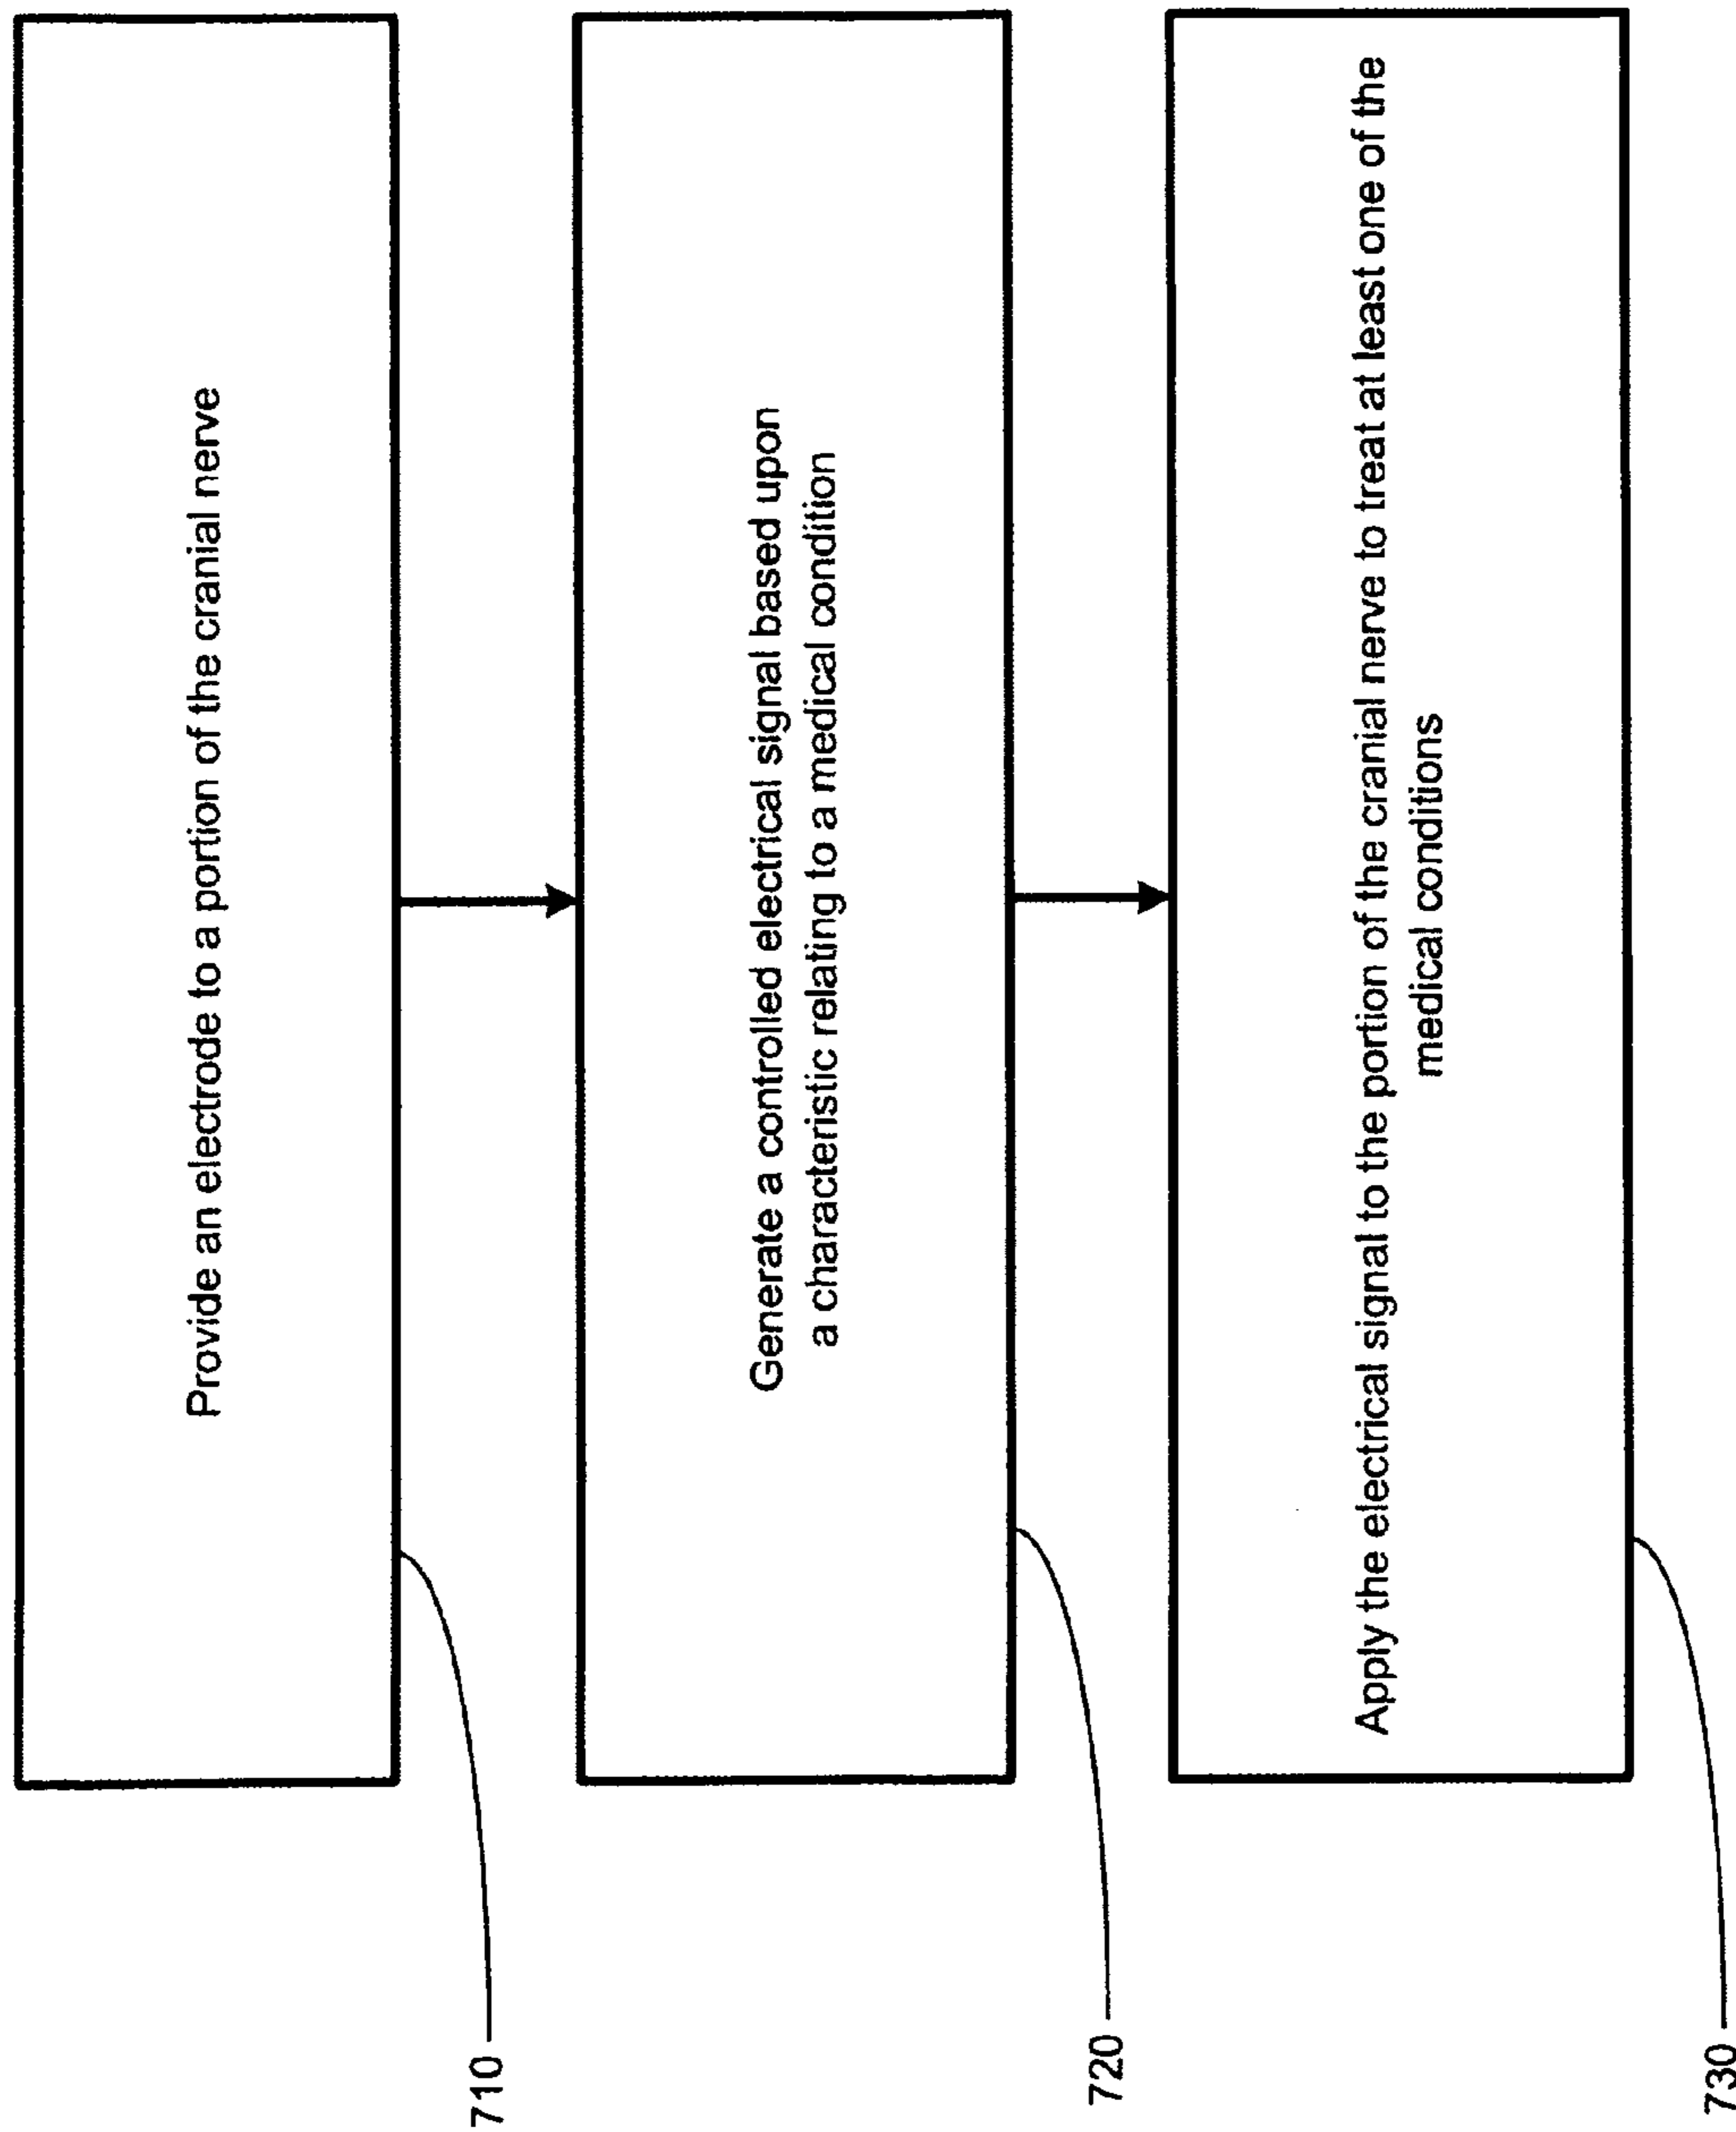 Provide an electrode to a portion of the cranial nerve
710
Generate a controlled electrical signal based upon
a characteristic relating to a medical condition
720
Apply the electrical signal to the portion of the cranial nerve to treat at least one of the
medical conditions
730